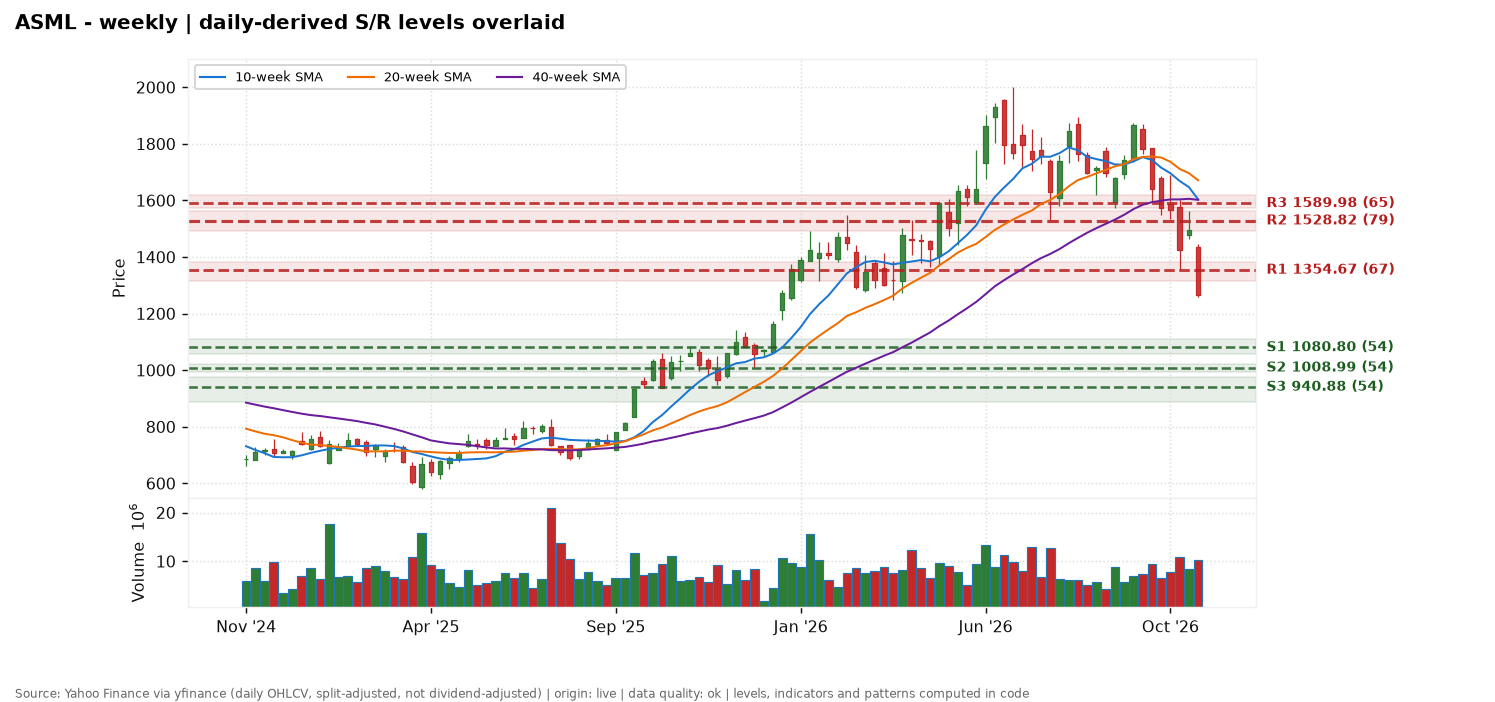 ASML - weekly | daily-derived S/R levels overlaid
10-week SMA
20-week SMA
40-week SMA
Price
2000
1800
1600
1400
1200
1000
800
600
R3 1589.98 (65)
R2 1528.82 (79)
R1 1354.67 (67)
S1 1080.80 (54)
S2 1008.99 (54)
S3 940.88 (54)
Volume 10⁶
20
10
Nov '24
Apr '25
Sep '25
Jan '26
Jun '26
Oct '26
Source: Yahoo Finance via yfinance (daily OHLCV, split-adjusted, not dividend-adjusted) | origin: live | data quality: ok | levels, indicators and patterns computed in code